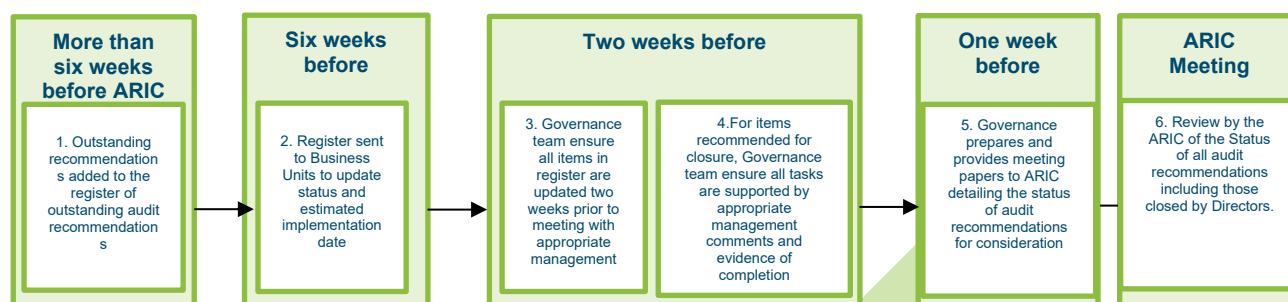 More than
six weeks
before ARIC
1. Outstanding
recommendation
s added to the
register of
outstanding audit
recommendation
s
Six weeks
before
2. Register sent
to Business
Units to update
status and
estimated
implementation
date
Two weeks before
3. Governance
team ensure
all items in
register are
updated two
weeks prior to
meeting with
appropriate
management
4.For items
recommended for
closure, Governance
team ensure all tasks
are supported by
appropriate
management
comments and
evidence of
completion
One week
before
5. Governance
prepares and
provides meeting
papers to ARIC
detailing the status
of audit
recommendations
for consideration
ARIC
Meeting
6. Review by the
ARIC of the Status
of all audit
recommendations
including those
closed by Directors.